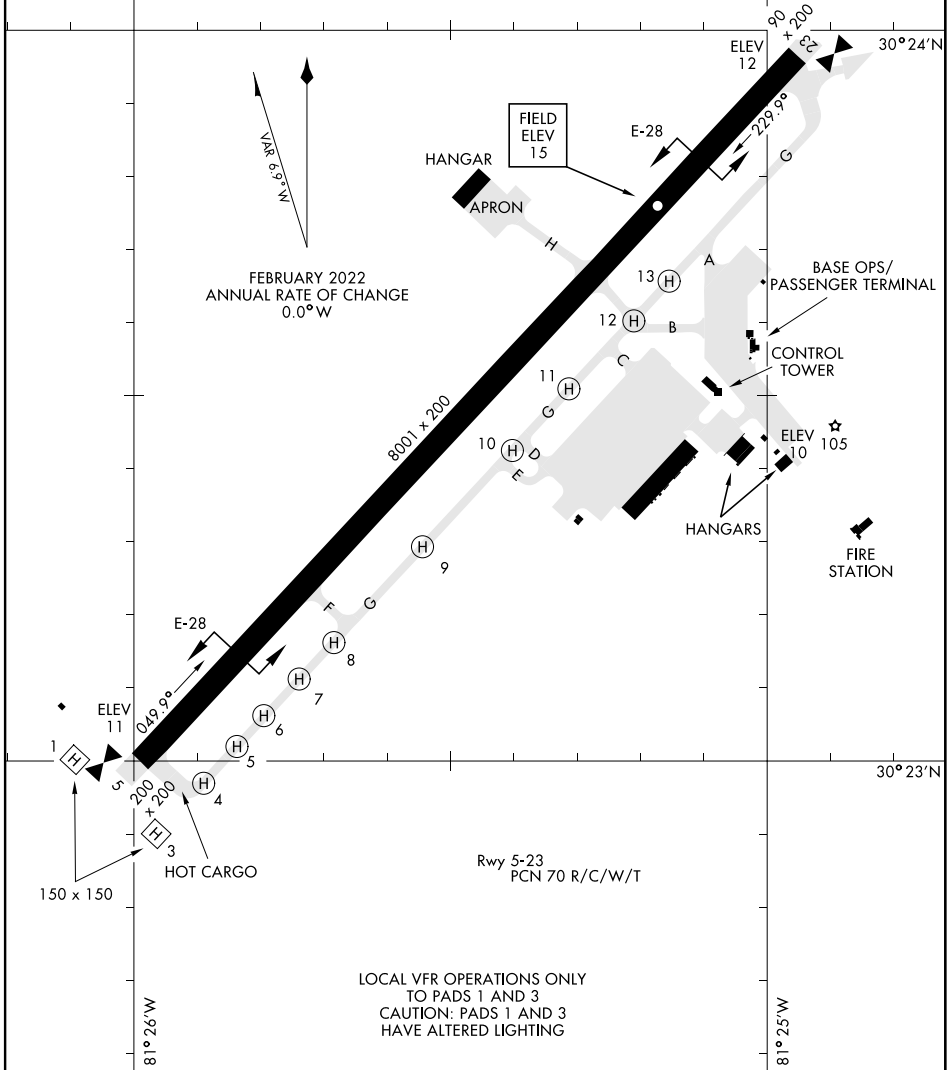 90
x 200
23
ELEV
12
30°24'N
FIELD
ELEV
15
E-28
229.9°
VAR 6.9° W
HANGAR
APRON
G
H
A
FEBRUARY 2022
ANNUAL RATE OF CHANGE
0.0° W
13 H
BASE OPS/
PASSENGER TERMINAL
12 H
B
C
CONTROL
TOWER
11
H
G
8001 x 200
10 H
D
E
ELEV
10
105
HANGARS
FIRE
STATION
H
9
F
G
E-28
H
8
H
7
049.9°
ELEV
11
H
6
1
H
H
5
30°23'N
5
200
x 200
H
4
H
3
HOT CARGO
150 x 150
Rwy 5-23
PCN 70 R/C/W/T
LOCAL VFR OPERATIONS ONLY
TO PADS 1 AND 3
CAUTION: PADS 1 AND 3
HAVE ALTERED LIGHTING
81°26'W
81°25'W